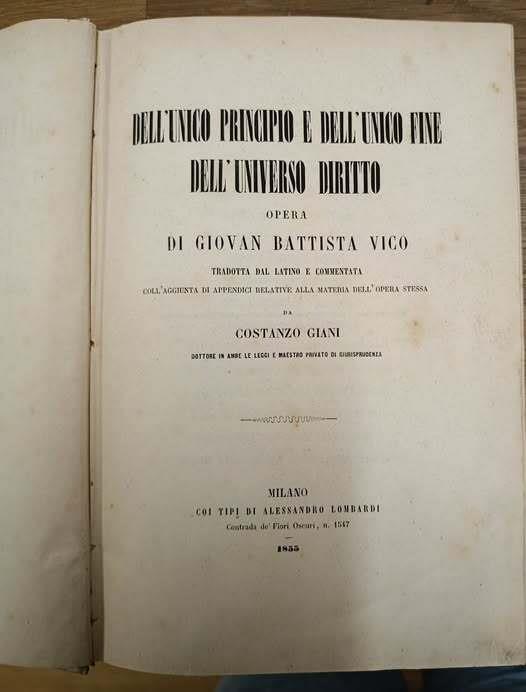 DELL'UNICO PRINCIPIO E DELL'UNICO FINE
DELL'UNIVERSO DIRITTO
OPERA
DI GIOVAN BATTISTA VICO
TRADOTTA DAL LATINO E COMMENTATA
COLL'AGGIUNTA DI APPENDICI RELATIVE ALLA MATERIA DELL'OPERA STESSA
DA
COSTANZO GIANI
DOTTORE IN AMBE LE LEGGI E MAESTRO PRIVATO DI GIURISPRUDENZA
MILANO
COI TIPI DI ALESSANDRO LOMBARDI
Contrada de' Fiori Oscuri, n. 1547
1855